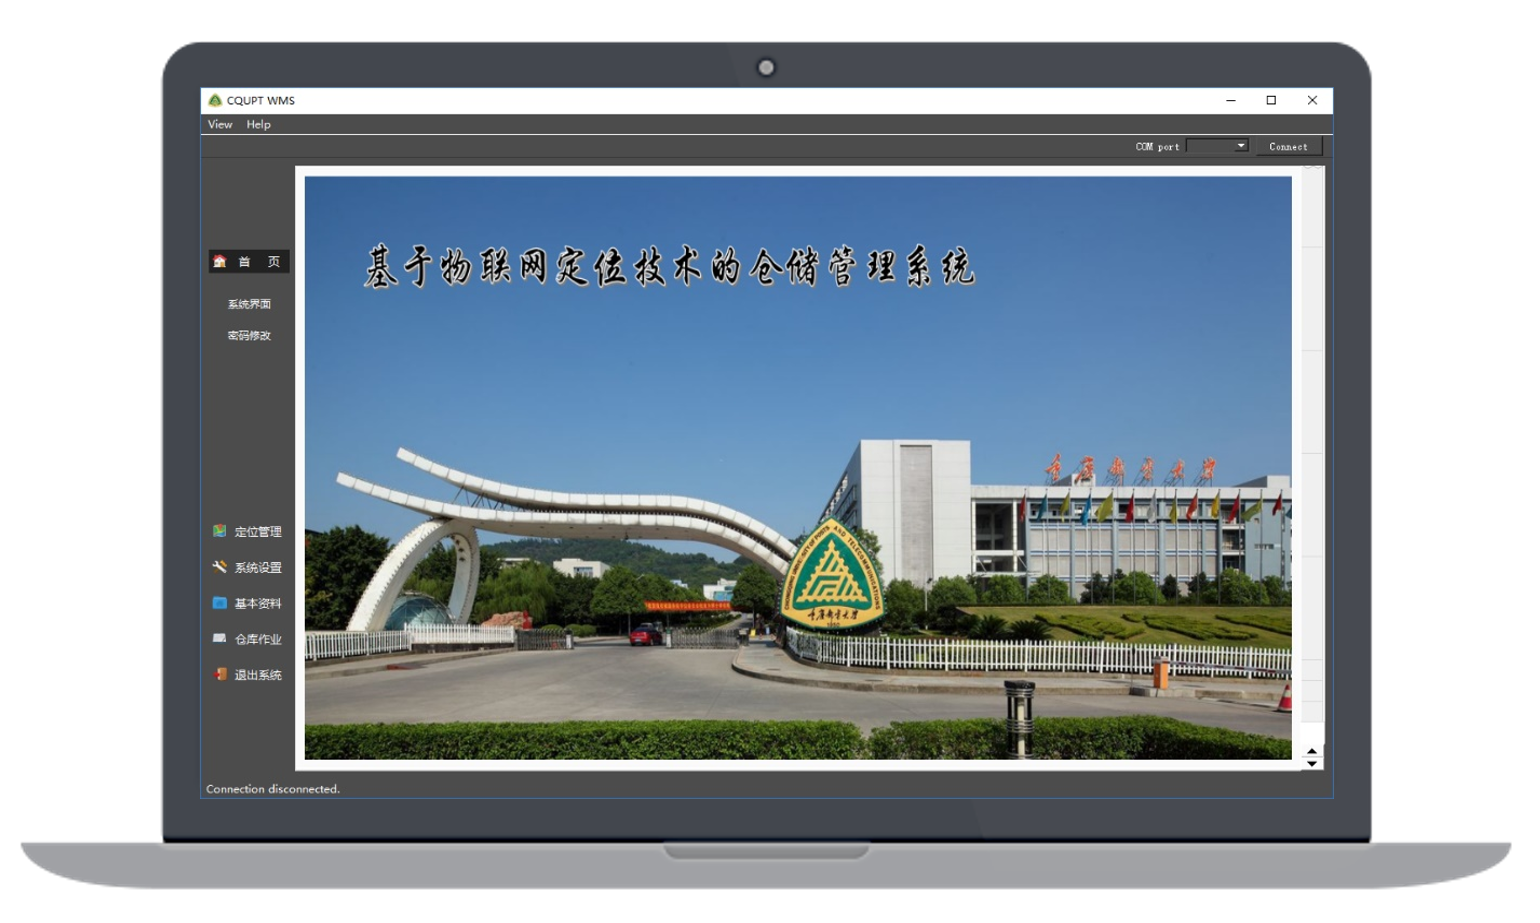 CQUPT WMS
View Help
COM port Connect
首 页
系统界面
密码修改
定位管理
系统设置
基本资料
仓库作业
退出系统
基于物联网定位技术的仓储管理系统
重庆邮电大学
CHONGQING UNIVERSITY OF POSTS AND TELECOMMUNICATIONS
重庆邮电大学
1950
Connection disconnected.